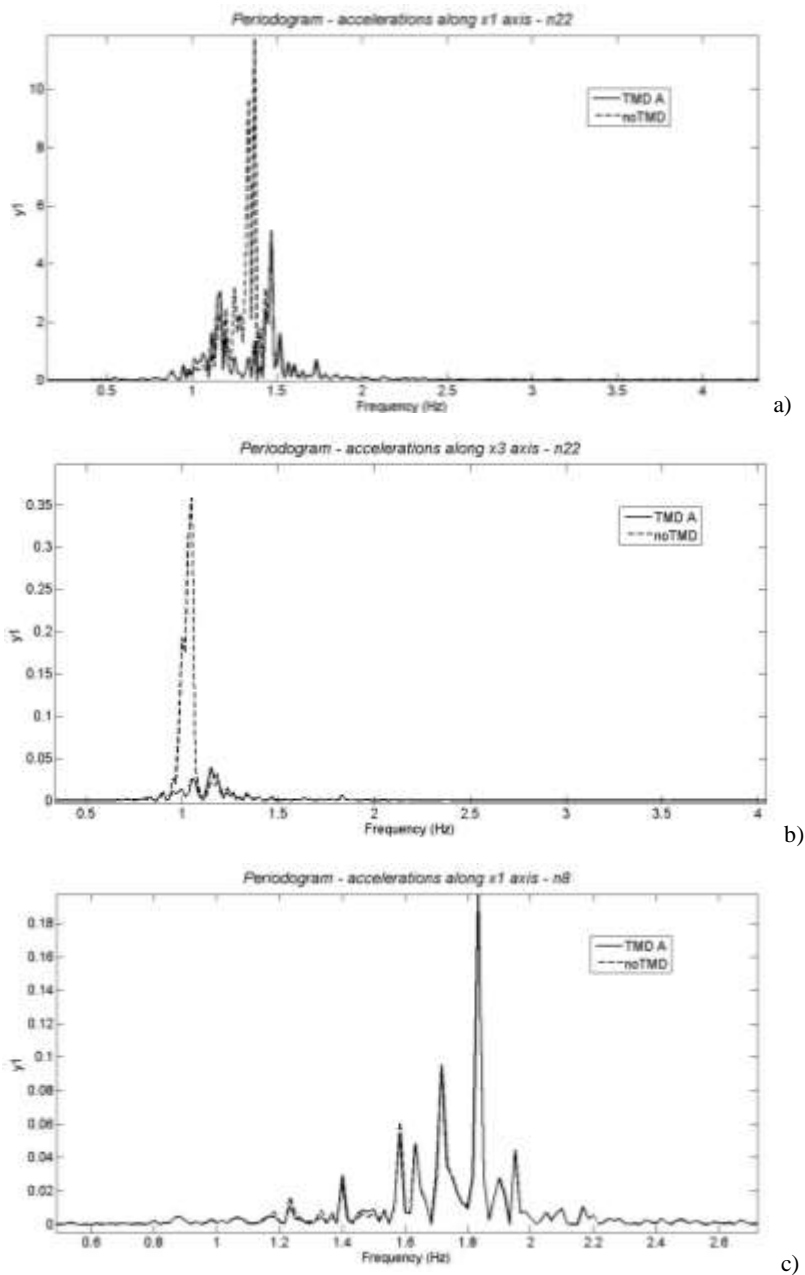 Periodogram - accelerations along x1 axis - n22
10
8
6
4
2
0
y1
TMD A
noTMD
0.5 1 1.5 2 2.5 3 3.5 4
Frequency (Hz)
a)
Periodogram - accelerations along x3 axis - n22
0.35
0.3
0.25
0.2
0.15
0.1
0.05
0
y1
TMD A
noTMD
0.5 1 1.5 2 2.5 3 3.5 4
Frequency (Hz)
b)
Periodogram - accelerations along x1 axis - n8
0.18
0.16
0.14
0.12
0.1
0.08
0.06
0.04
0.02
0
y1
TMD A
noTMD
0.6 0.8 1 1.2 1.4 1.6 1.8 2 2.2 2.4 2.6
Frequency (Hz)
c)